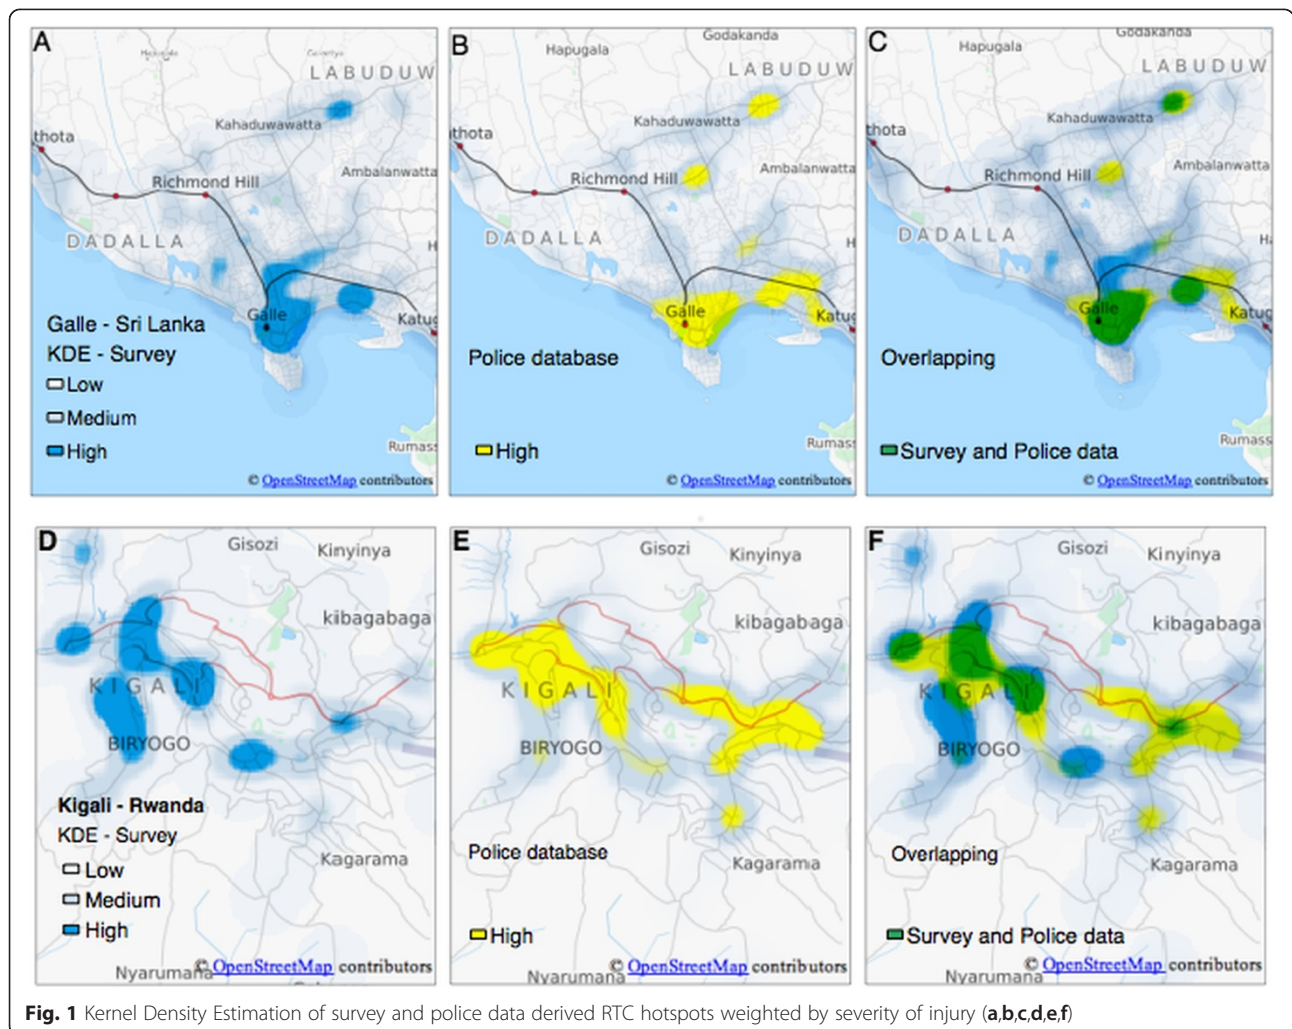 A
LABUDUW
Kahaduwawatta
thota
Ambalanwatta
Richmond Hill
DADALLA
H
Galle
Katug
Galle - Sri Lanka
KDE - Survey
Low
Medium
High
Rumass
© OpenStreetMap contributors
B
Godakanda
Hapugala
LABUDUW
Kahaduwawatta
thota
Ambalanwatta
Richmond Hill
DADALLA
H
Galle
Katug
Police database
High
Rumass
© OpenStreetMap contributors
C
Godakanda
Hapugala
LABUDUW
Kahaduwawatta
thota
Ambalanwatta
Richmond Hill
DADALLA
Ha
Galle
Katug
Overlapping
Survey and Police data
Rumass
© OpenStreetMap contributors
D
Gisozi
Kinyinya
kibagabaga
KIGALI
BIRYOGO
Kigali - Rwanda
KDE - Survey
Low
Medium
High
Kagarama
Nyarumana
© OpenStreetMap contributors
E
Gisozi
Kinyinya
kibagabaga
KIGALI
BIRYOGO
Police database
Kagarama
High
Nyarumana
© OpenStreetMap contributors
F
Gisozi
Kinyinya
kibagabaga
KIGALI
BIRYOGO
Overlapping
Kagarama
Survey and Police data
Nyarumana
© OpenStreetMap contributors
Fig. 1 Kernel Density Estimation of survey and police data derived RTC hotspots weighted by severity of injury (a,b,c,d,e,f)